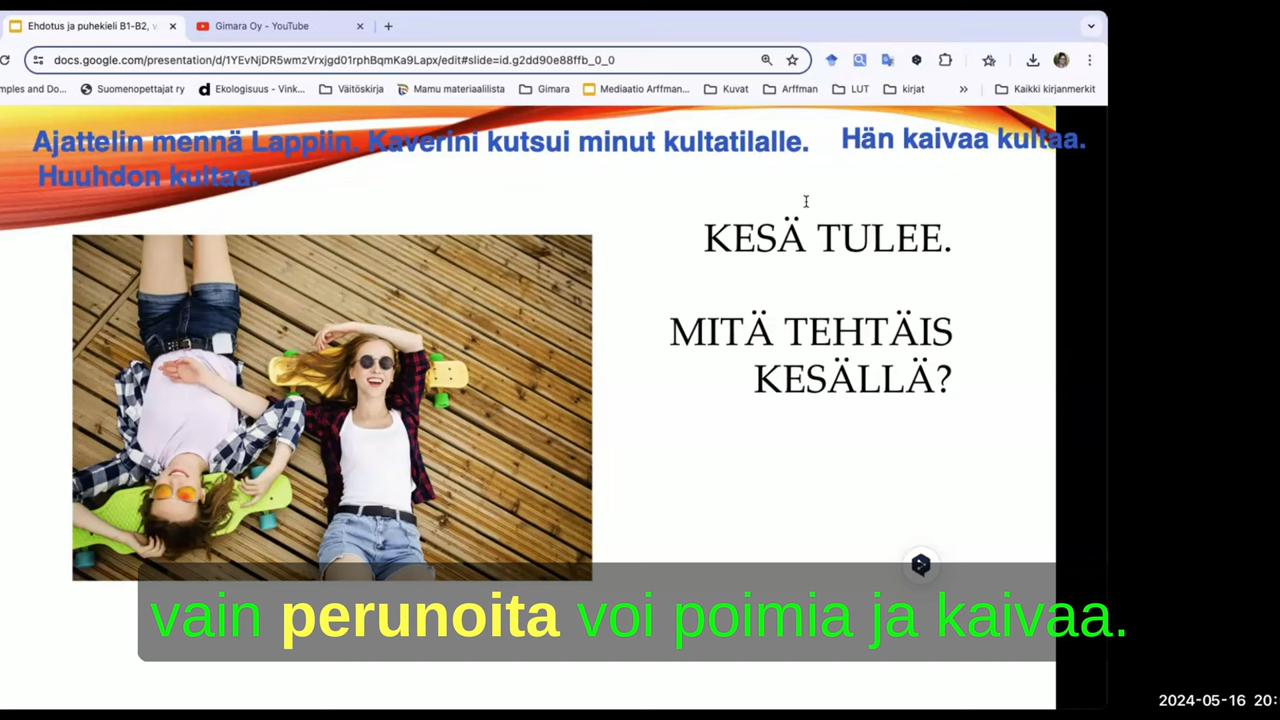 Ehdotus ja puhekieli B1-B2, v
Gimara Oy - YouTube
docs.google.com/presentation/d/1YEvNjDR5wmzVrxjgd01rphBqmKa9Lapx/edit#slide=id.g2dd90e88ffb_0_0
mples and Do... Suomenopettajat ry Ekologisuus - Vink... Väitöskirja Mamu materiaalilista Gimara Mediaatio Arffman... Kuvat Arffman LUT kirjat » Kaikki kirjanmerkit
Ajattelin mennä Lappiin. Kaverini kutsui minut kultatilalle. Hän kaivaa kultaa.
Huuhdon kultaa.
KESÄ TULEE.
MITÄ TEHTÄIS
KESÄLLÄ?
vain perunoita voi poimia ja kaivaa.
2024-05-16 20: